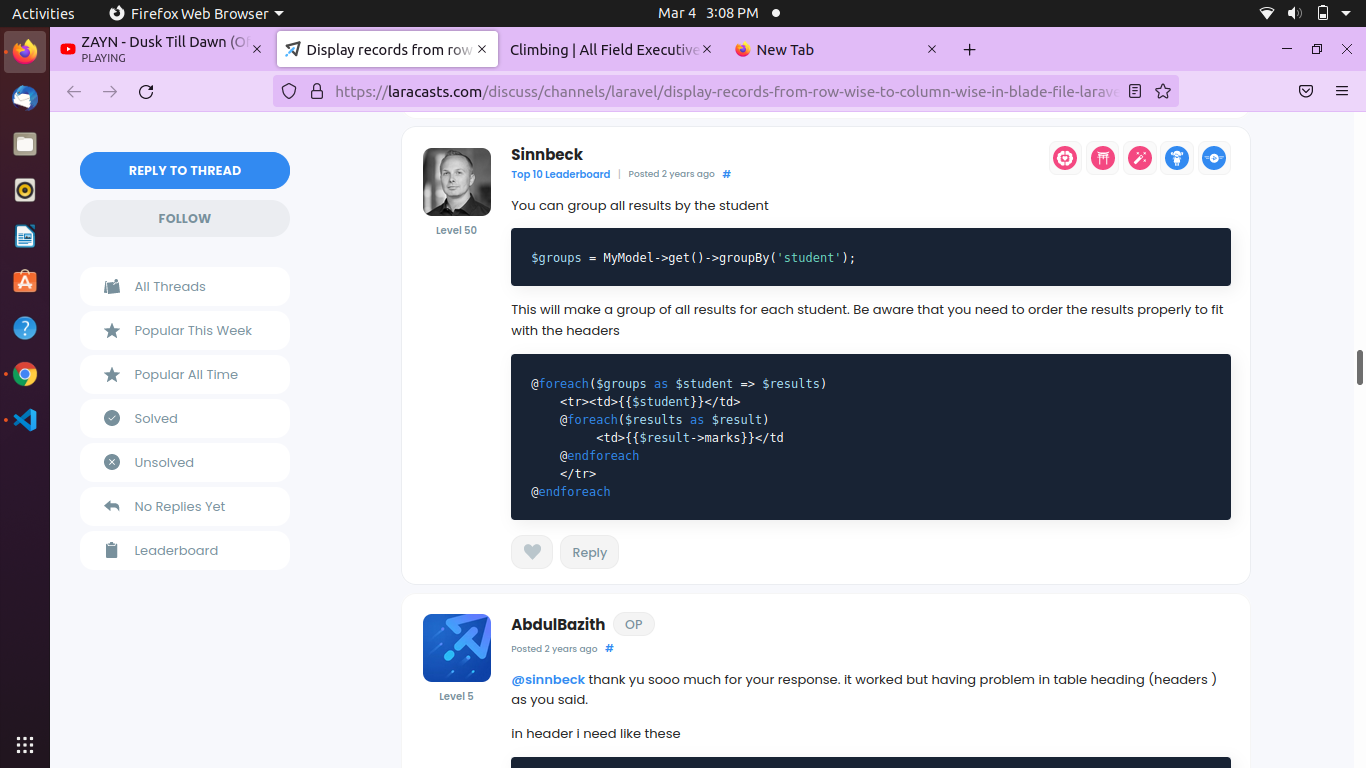 Activities
Firefox Web Browser
Mar 4 3:08 PM
ZAYN - Dusk Till Dawn (Of
PLAYING
Display records from row
Climbing | All Field Executive
New Tab
https://laracasts.com/discuss/channels/laravel/display-records-from-row-wise-to-column-wise-in-blade-file-larave
REPLY TO THREAD
FOLLOW
All Threads
Popular This Week
Popular All Time
Solved
Unsolved
No Replies Yet
Leaderboard
Sinnbeck
Top 10 Leaderboard | Posted 2 years ago #
Level 50
You can group all results by the student
$groups = MyModel->get()->groupBy('student');
This will make a group of all results for each student. Be aware that you need to order the results properly to fit
with the headers
@foreach($groups as $student => $results)
<tr><td>{{$student}}</td>
@foreach($results as $result)
<td>{{$result->marks}}</td
@endforeach
</tr>
@endforeach
Reply
AbdulBazith OP
Posted 2 years ago #
Level 5
@sinnbeck thank yu sooo much for your response. it worked but having problem in table heading (headers )
as you said.
in header i need like these